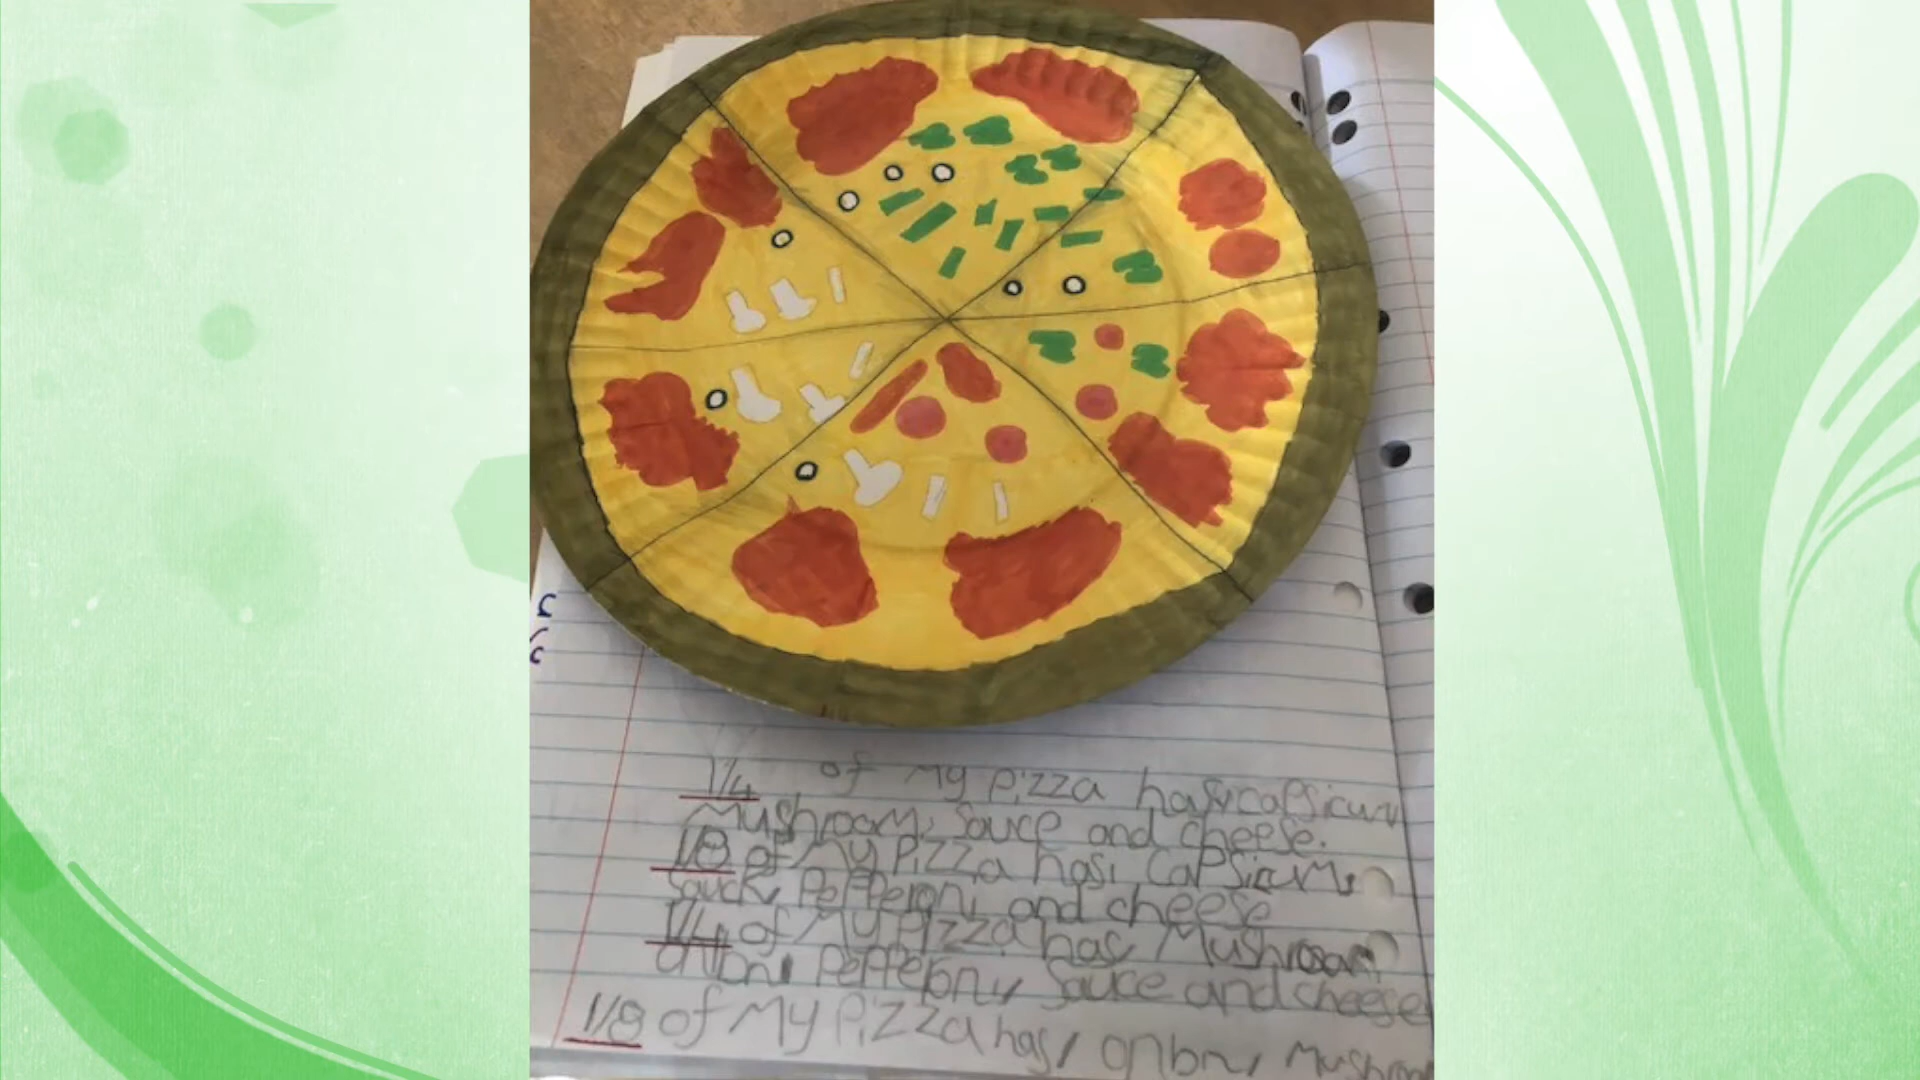 1/4 of My pizza has capsicum
Mushroom, Sauce and cheese.
1/8 of My Pizza has, Capsicum,
Sauce, Pepperoni and cheese
1/4 of My Pizza has Mushroom
onion, Pepperoni, Sauce and cheese
1/8 of My Pizza has, onion, Mushroom